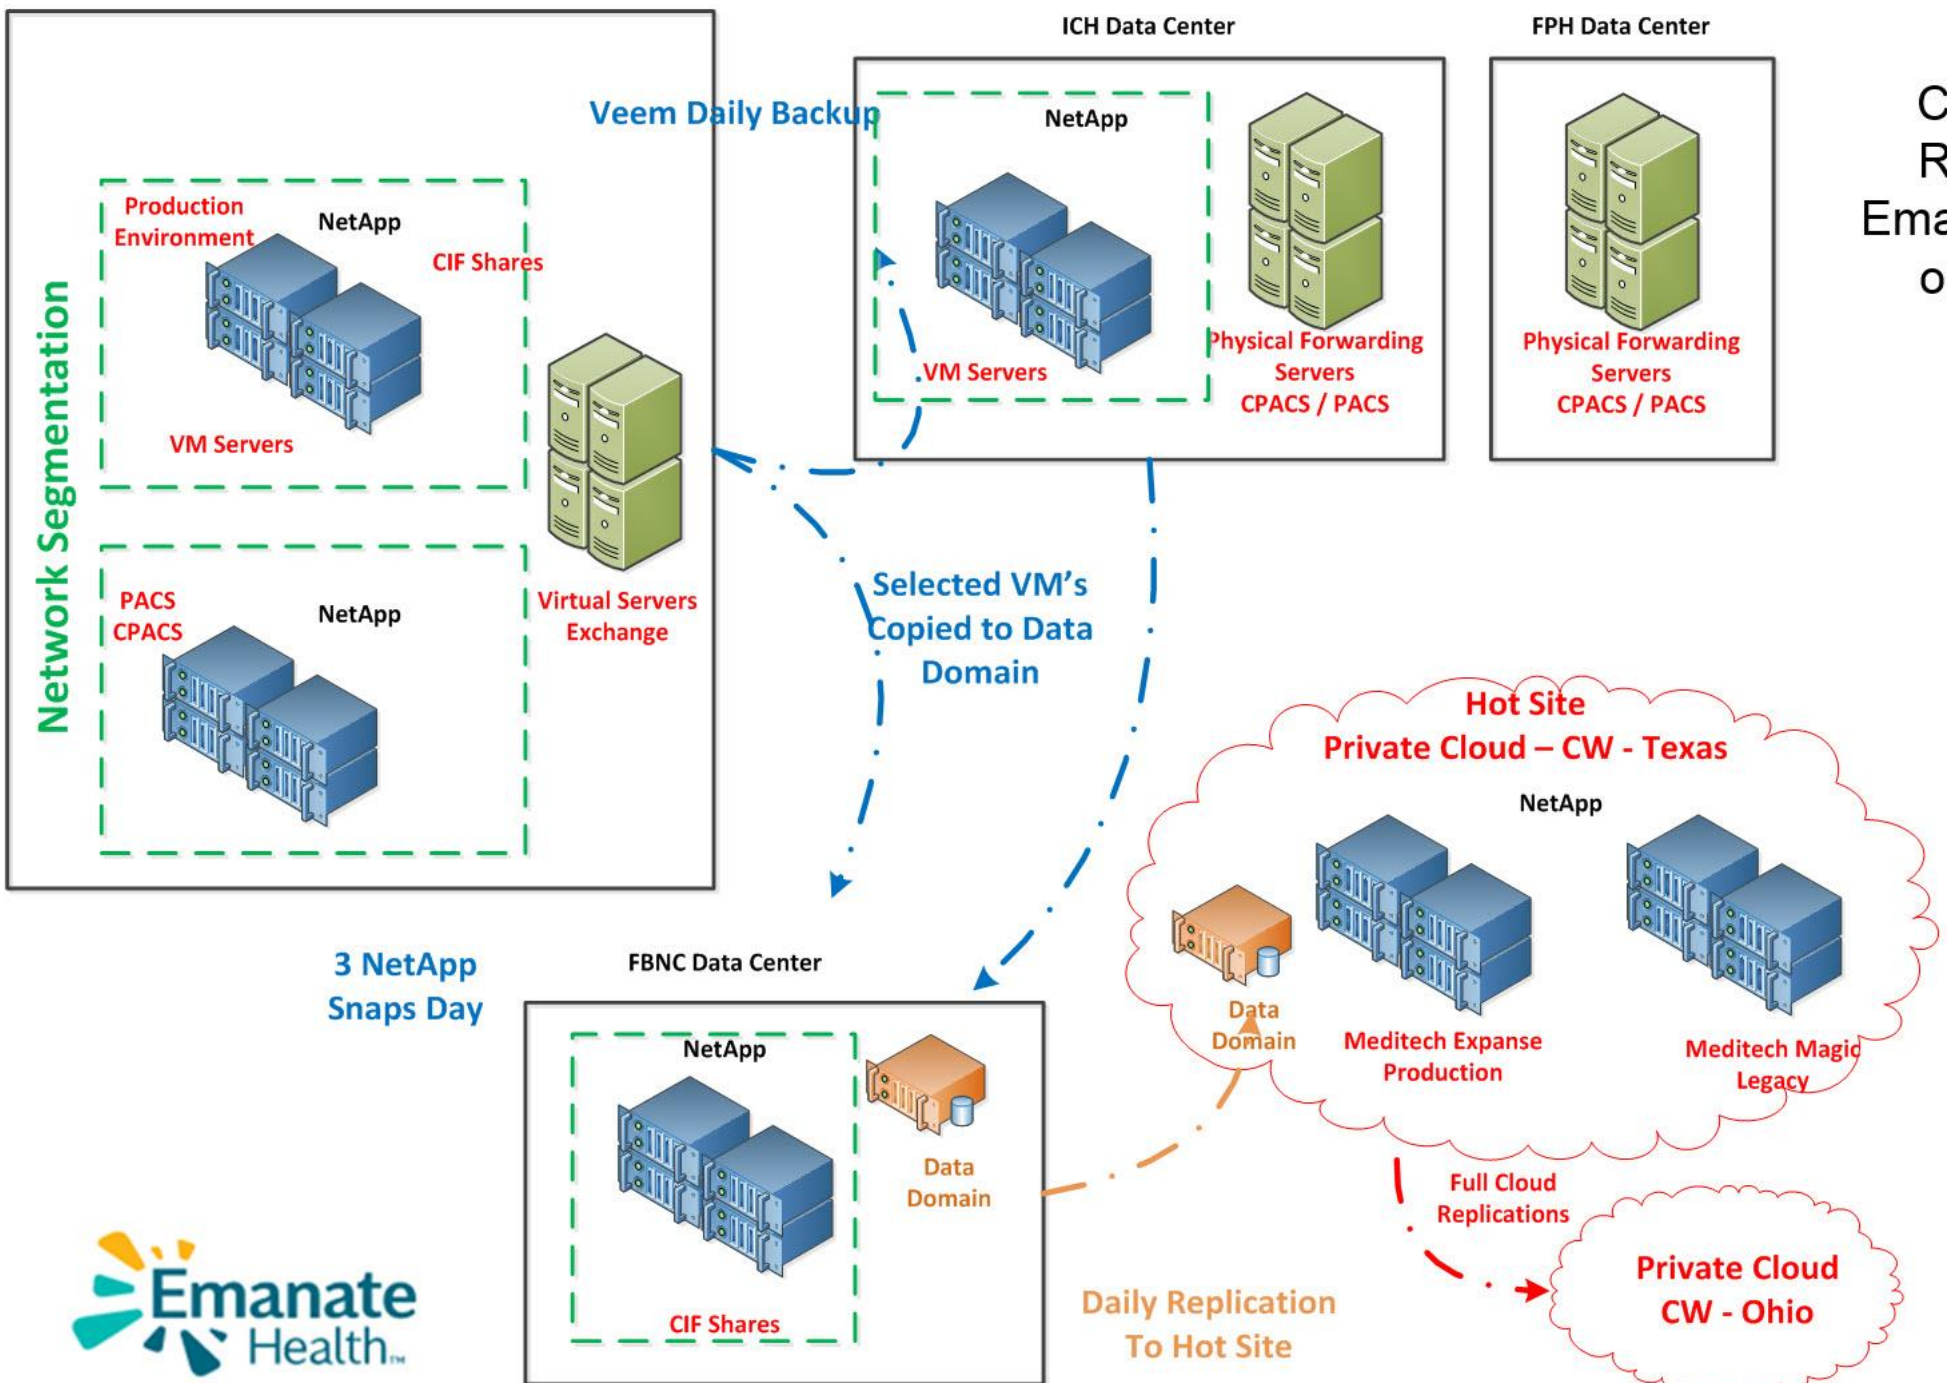 ICH Data Center
FPH Data Center
Veem Daily Backup
NetApp
Production
Environment
NetApp
CIF Shares
VM Servers
Network Segmentation
PACS
CPACS
NetApp
Virtual Servers
Exchange
VM Servers
Physical Forwarding
Servers
CPACS / PACS
Physical Forwarding
Servers
CPACS / PACS
C
R
Ema
o
Selected VM's
Copied to Data
Domain
Hot Site
Private Cloud – CW - Texas
NetApp
Data
Domain
Meditech Expanse
Production
Meditech Magic
Legacy
3 NetApp
Snaps Day
FBNC Data Center
NetApp
Data
Domain
CIF Shares
Full Cloud
Replications
Private Cloud
CW - Ohio
Daily Replication
To Hot Site
Emanate
Health™